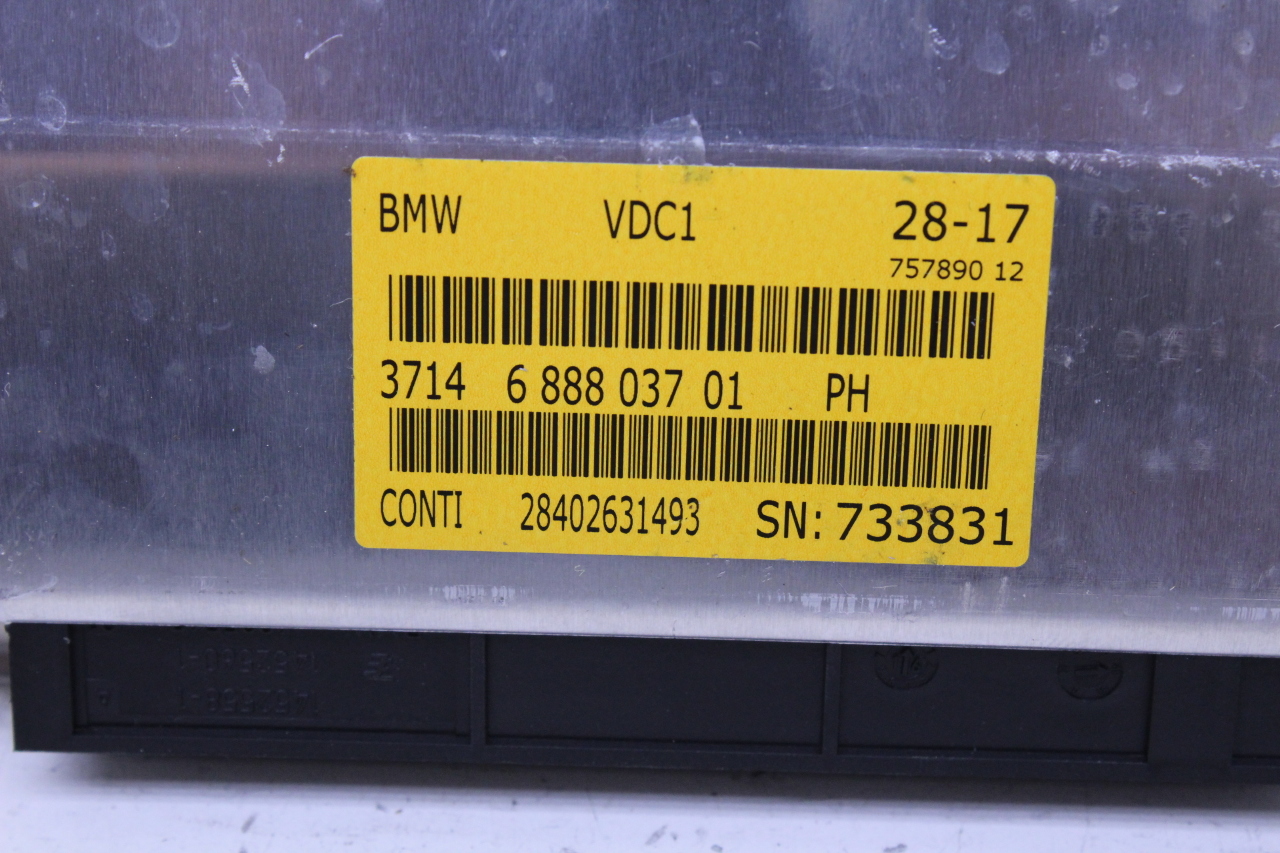 BMW VDC1 28-17
757890 12
3714 6 888 037 01 PH
CONTI 28402631493 SN: 733831